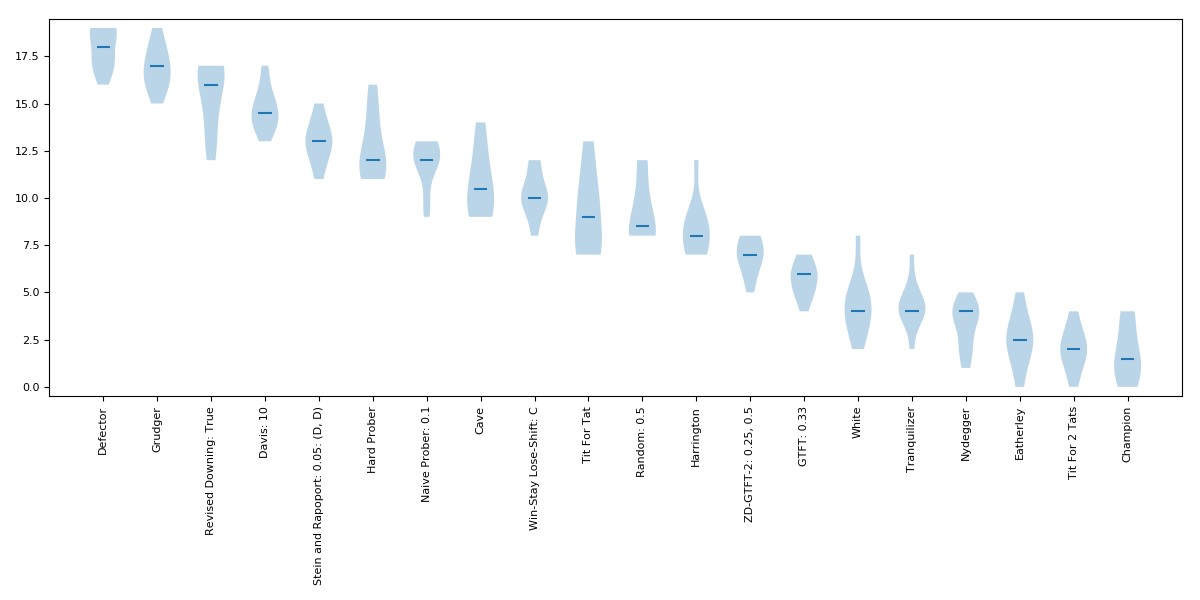 17.5
15.0
12.5
10.0
7.5
5.0
2.5
0.0
Defector
Grudger
Revised Downing: True
Davis: 10
Stein and Rapoport: 0.05: (D, D)
Hard Prober
Naive Prober: 0.1
Cave
Win-Stay Lose-Shift: C
Tit For Tat
Random: 0.5
Harrington
ZD-GTFT-2: 0.25, 0.5
GTFT: 0.33
White
Tranquilizer
Nydegger
Eatherley
Tit For 2 Tats
Champion